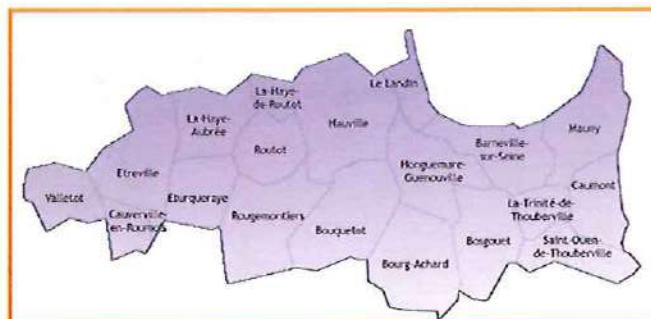 Le Landin
La-Haye-
de-Routot
La-Haye-
Aubrée
Hauville
Mauny
Barneville-
sur-Seine
Routot
Honguemare-
Guenouville
Etreville
Caumont
Valletot
Eturqueraye
La-Trinité-de-
Thouberville
Cauverville-
en-Roumois
Rougemontiers
Bouquetot
Bosgouet
Saint-Ouen-
de-Thouberville
Bourg-Achard